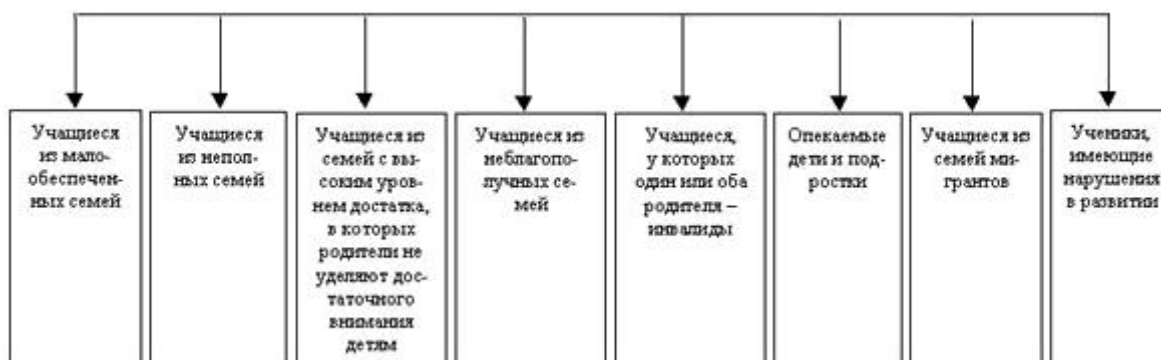 Учащиеся
из мало-
обеспечен-
ных семей
Учащиеся
из непол-
ных семей
Учащиеся из
семей с вы-
соким уров-
нем достатка,
в которых
родители не
уделяют дос-
таточного
внимания
детям
Учащиеся из
неблагопо-
лучных се-
мей
Учащиеся,
у которых
один или оба
родителя –
инвалиды
Опекаемые
дети и под-
ростки
Учащиеся из
семей ми-
грантов
Ученики,
имеющие
нарушения
в развитии